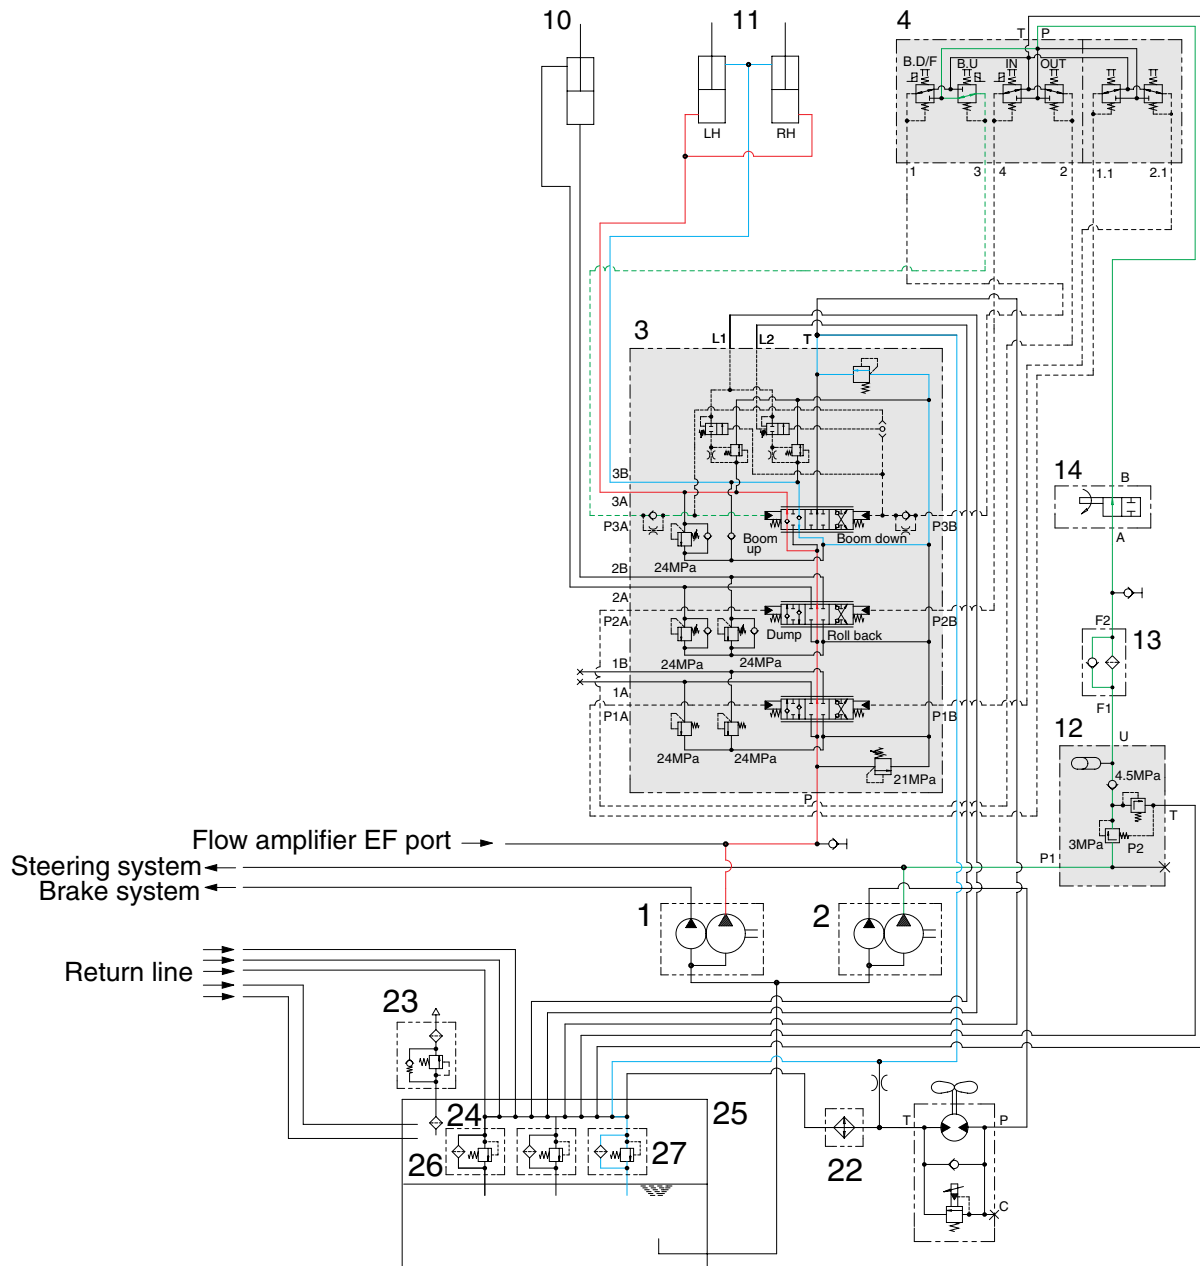 10
11
4
T P
B.D/F B.U IN OUT
LH RH
1 3 4 2 1.1 2.1
3
L1 L2 T
14
B
A
3B
3A
P3A
P3B
Boom up
Boom down
24MPa
2B
2A
P2A
P2B
Dump
Roll back
24MPa 24MPa
1B
1A
P1A
P1B
24MPa 24MPa
21MPa
P
F2
13
F1
U
12
4.5MPa
T
3MPa
P2
P1
Flow amplifier EF port
Steering system
Brake system
1
2
Return line
23
24
25
26
27
22
T P
C